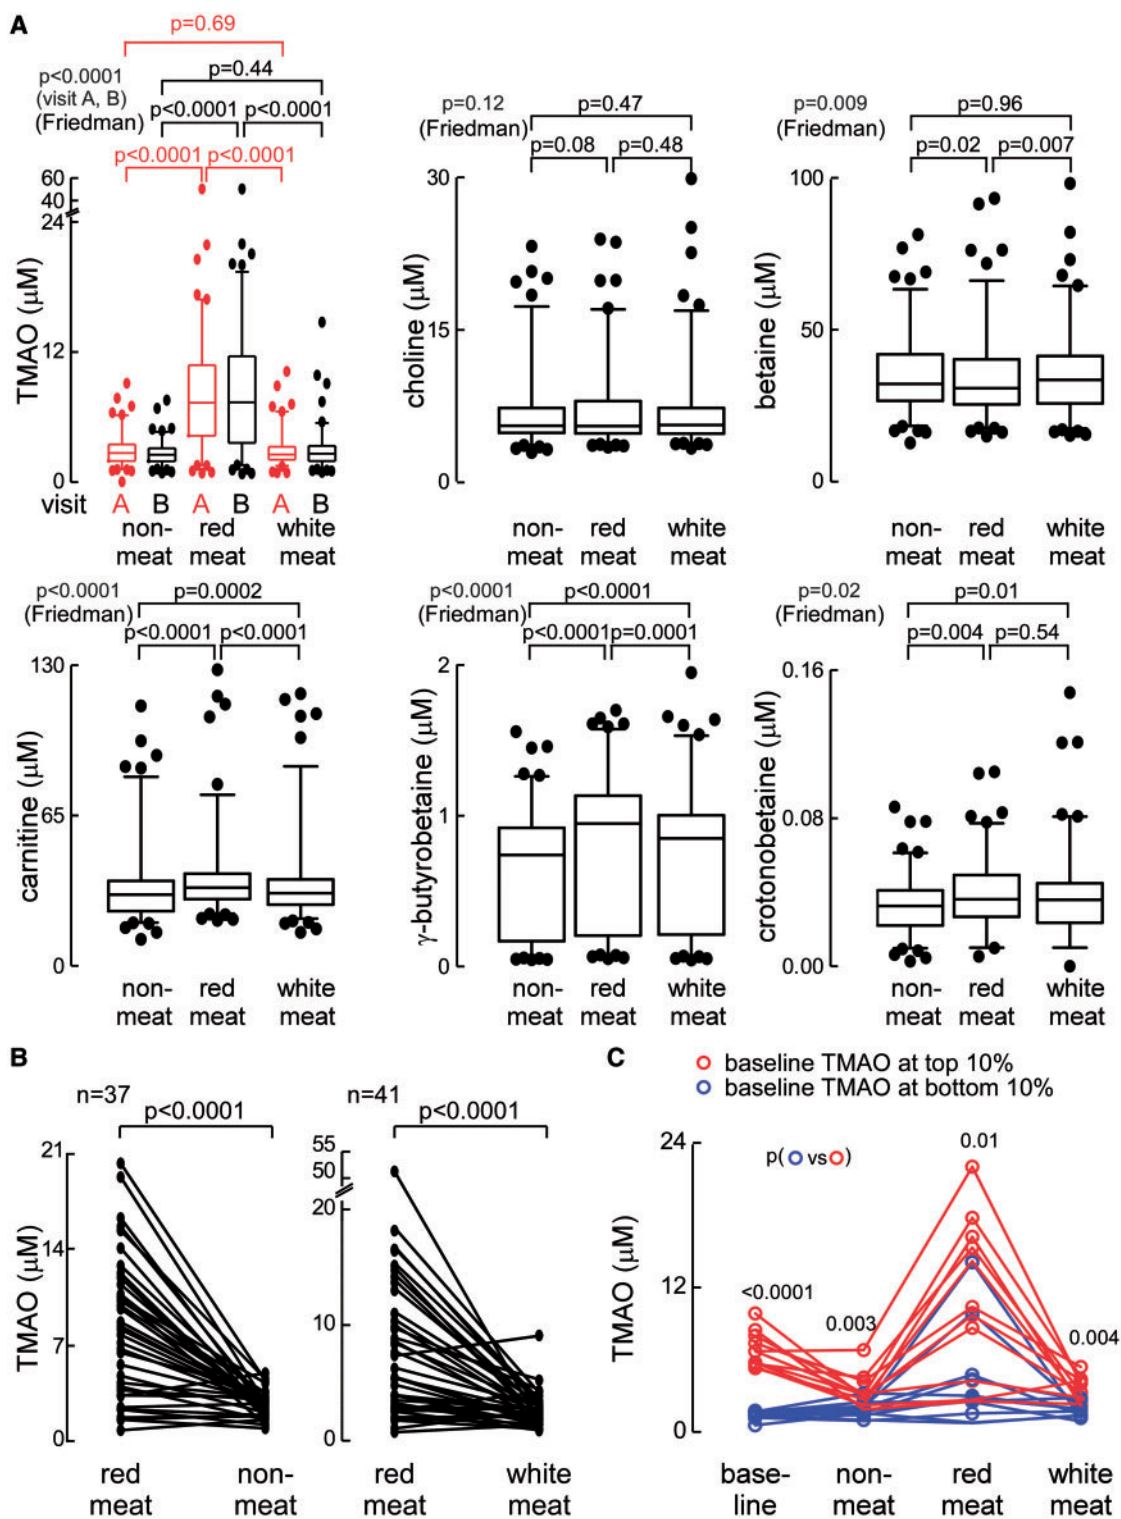 A
p=0.69
p<0.0001
(visit A, B)
(Friedman)
p=0.44
p<0.0001 p<0.0001
p<0.0001 p<0.0001
TMAO (µM)
60
40
24
12
0
visit A B A B A B
non-meat
red meat
white meat
p=0.12
(Friedman)
p=0.47
p=0.08 p=0.48
choline (µM)
30
15
0
non-meat
red meat
white meat
p=0.009
(Friedman)
p=0.96
p=0.02 p=0.007
betaine (µM)
100
50
0
non-meat
red meat
white meat
p<0.0001
(Friedman)
p=0.0002
p<0.0001 p<0.0001
carnitine (µM)
130
65
0
non-meat
red meat
white meat
p<0.0001
(Friedman)
p<0.0001
p<0.0001 p=0.0001
γ-butyrobetaine (µM)
2
1
0
non-meat
red meat
white meat
p=0.02
(Friedman)
p=0.01
p=0.004 p=0.54
crotonobetaine (µM)
0.16
0.08
0.00
non-meat
red meat
white meat
B
n=37
p<0.0001
TMAO (µM)
21
14
7
0
red meat
non-meat
n=41
p<0.0001
55
50
20
10
0
red meat
white meat
C
baseline TMAO at top 10%
baseline TMAO at bottom 10%
p( vs )
TMAO (µM)
24
12
0
<0.0001
0.003
0.01
0.004
base-line
non-meat
red meat
white meat